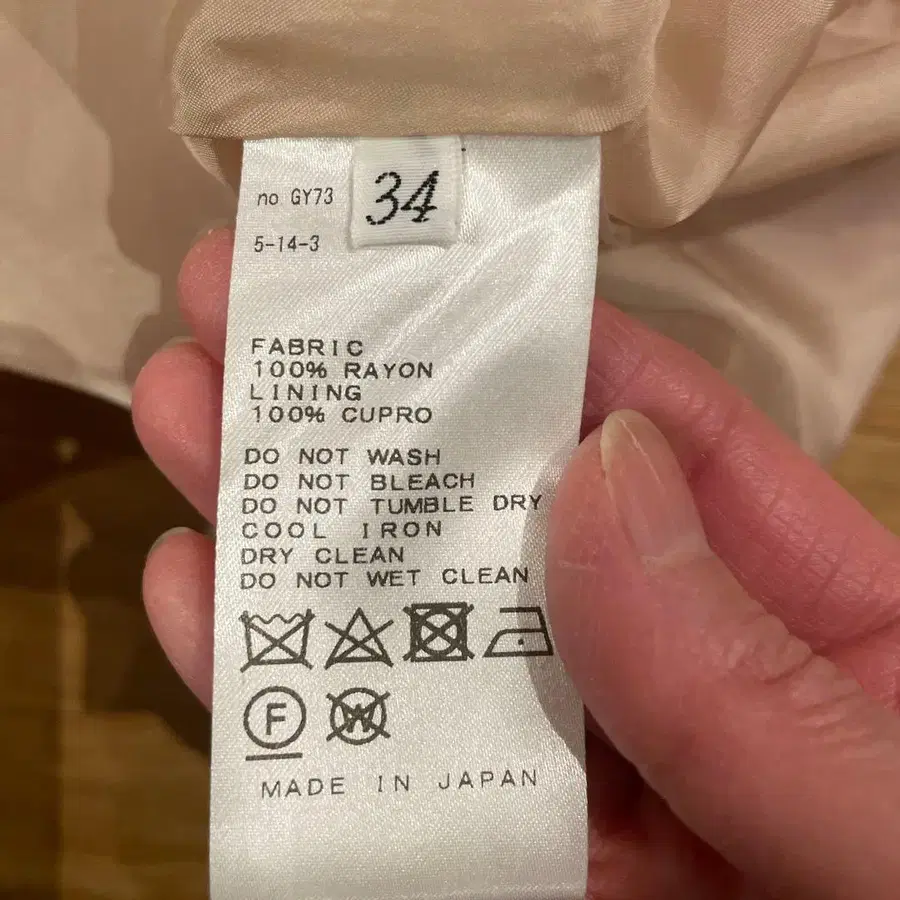 no GY73
34
5-14-3
FABRIC
100% RAYON
LINING
100% CUPRO
DO NOT WASH
DO NOT BLEACH
DO NOT TUMBLE DRY
COOL IRON
DRY CLEAN
DO NOT WET CLEAN
F W
MADE IN JAPAN